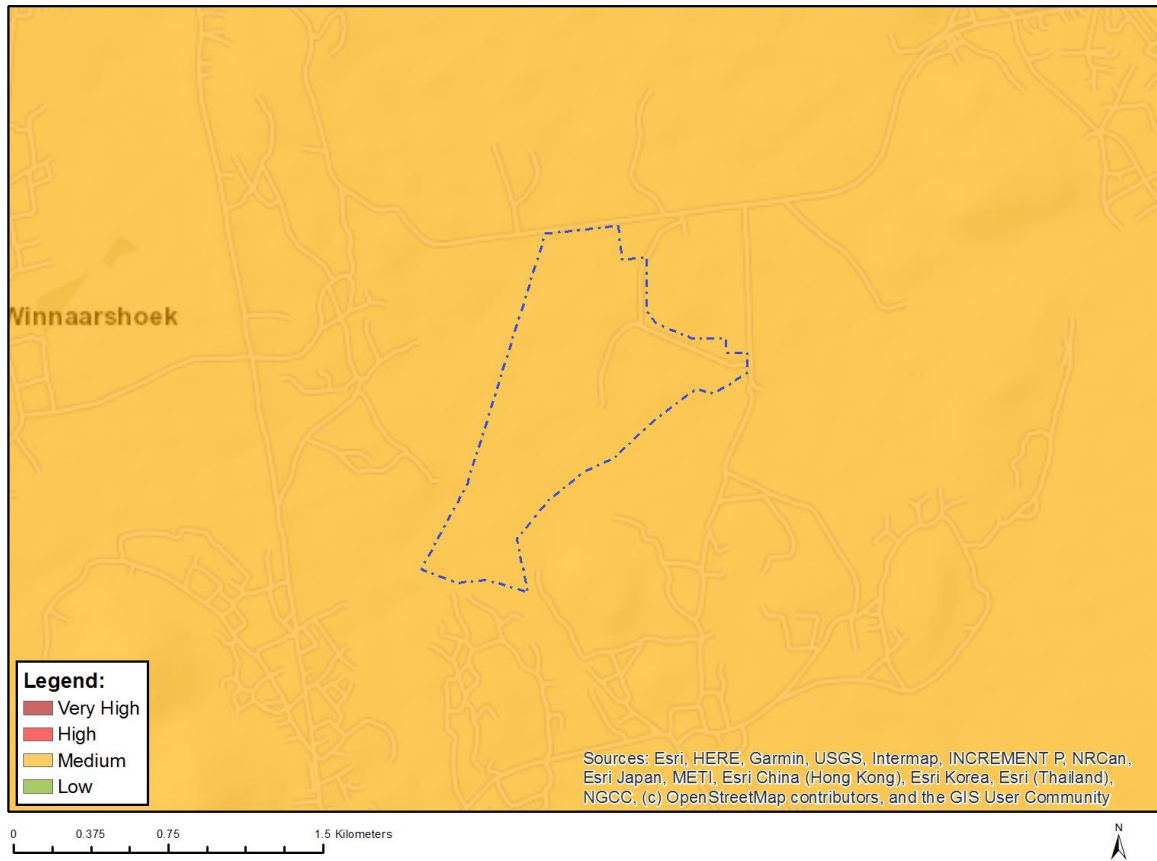 Winnaarshoek
Legend:
Very High
High
Medium
Low
Sources: Esri, HERE, Garmin, USGS, Intermap, INCREMENT P, NRCan,
Esri Japan, METI, Esri China (Hong Kong), Esri Korea, Esri (Thailand),
NGCC, (c) OpenStreetMap contributors, and the GIS User Community
0 0.375 0.75 1.5 Kilometers
N